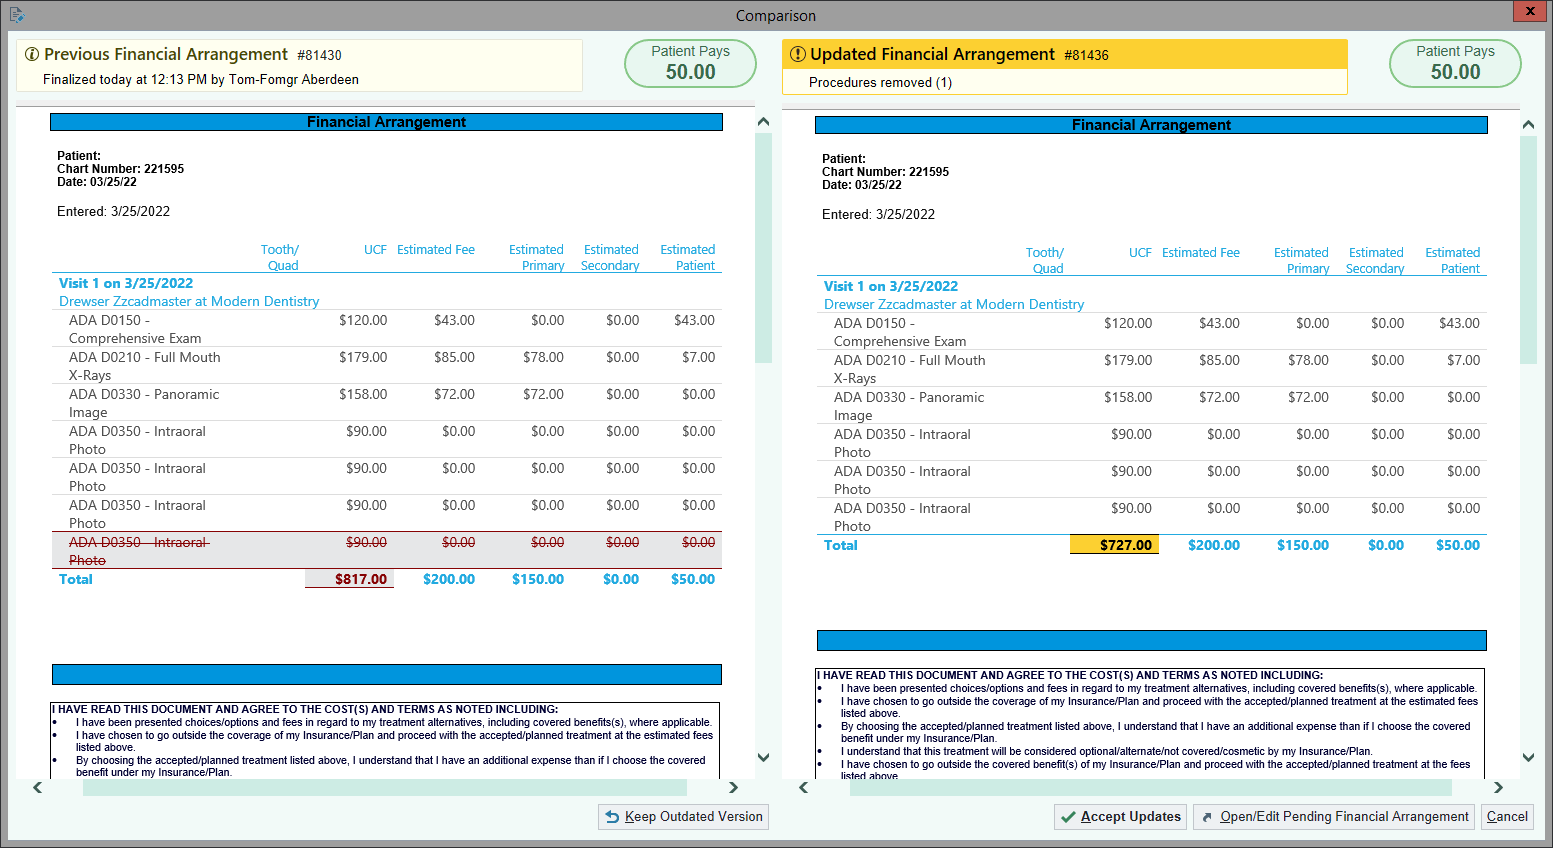 Comparison
x
Previous Financial Arrangement #81430
Finalized today at 12:13 PM by Tom-Fomgr Aberdeen
Patient Pays
50.00
Financial Arrangement
Patient:
Chart Number: 221595
Date: 03/25/22
Entered: 3/25/2022
Tooth/ UCF Estimated Fee Estimated Estimated Estimated
Quad Primary Secondary Patient
Visit 1 on 3/25/2022
Drewser Zzcadmaster at Modern Dentistry
ADA D0150 - $120.00 $43.00 $0.00 $0.00 $43.00
Comprehensive Exam
ADA D0210 - Full Mouth $179.00 $85.00 $78.00 $0.00 $7.00
X-Rays
ADA D0330 - Panoramic $158.00 $72.00 $72.00 $0.00 $0.00
Image
ADA D0350 - Intraoral $90.00 $0.00 $0.00 $0.00 $0.00
Photo
ADA D0350 - Intraoral $90.00 $0.00 $0.00 $0.00 $0.00
Photo
ADA D0350 - Intraoral $90.00 $0.00 $0.00 $0.00 $0.00
Photo
ADA D0350 - Intraoral $90.00 $0.00 $0.00 $0.00 $0.00
Photo
Total $817.00 $200.00 $150.00 $0.00 $50.00
I HAVE READ THIS DOCUMENT AND AGREE TO THE COST(S) AND TERMS AS NOTED INCLUDING:
• I have been presented choices/options and fees in regard to my treatment alternatives, including covered benefits(s), where applicable.
• I have chosen to go outside the coverage of my Insurance/Plan and proceed with the accepted/planned treatment at the estimated fees
listed above.
• By choosing the accepted/planned treatment listed above, I understand that I have an additional expense than if I choose the covered
benefit under my Insurance/Plan.
Keep Outdated Version
Updated Financial Arrangement #81436
Procedures removed (1)
Patient Pays
50.00
Financial Arrangement
Patient:
Chart Number: 221595
Date: 03/25/22
Entered: 3/25/2022
Tooth/ UCF Estimated Fee Estimated Estimated Estimated
Quad Primary Secondary Patient
Visit 1 on 3/25/2022
Drewser Zzcadmaster at Modern Dentistry
ADA D0150 - $120.00 $43.00 $0.00 $0.00 $43.00
Comprehensive Exam
ADA D0210 - Full Mouth $179.00 $85.00 $78.00 $0.00 $7.00
X-Rays
ADA D0330 - Panoramic $158.00 $72.00 $72.00 $0.00 $0.00
Image
ADA D0350 - Intraoral $90.00 $0.00 $0.00 $0.00 $0.00
Photo
ADA D0350 - Intraoral $90.00 $0.00 $0.00 $0.00 $0.00
Photo
ADA D0350 - Intraoral $90.00 $0.00 $0.00 $0.00 $0.00
Photo
Total $727.00 $200.00 $150.00 $0.00 $50.00
I HAVE READ THIS DOCUMENT AND AGREE TO THE COST(S) AND TERMS AS NOTED INCLUDING:
• I have been presented choices/options and fees in regard to my treatment alternatives, including covered benefits(s), where applicable.
• I have chosen to go outside the coverage of my Insurance/Plan and proceed with the accepted/planned treatment at the estimated fees
listed above.
• By choosing the accepted/planned treatment listed above, I understand that I have an additional expense than if I choose the covered
benefit under my Insurance/Plan.
• I understand that this treatment will be considered optional/alternate/not covered/cosmetic by my Insurance/Plan.
• I have chosen to go outside the covered benefit(s) of my Insurance/Plan and proceed with the accepted/planned treatment at the fees
listed above
Accept Updates
Open/Edit Pending Financial Arrangement
Cancel